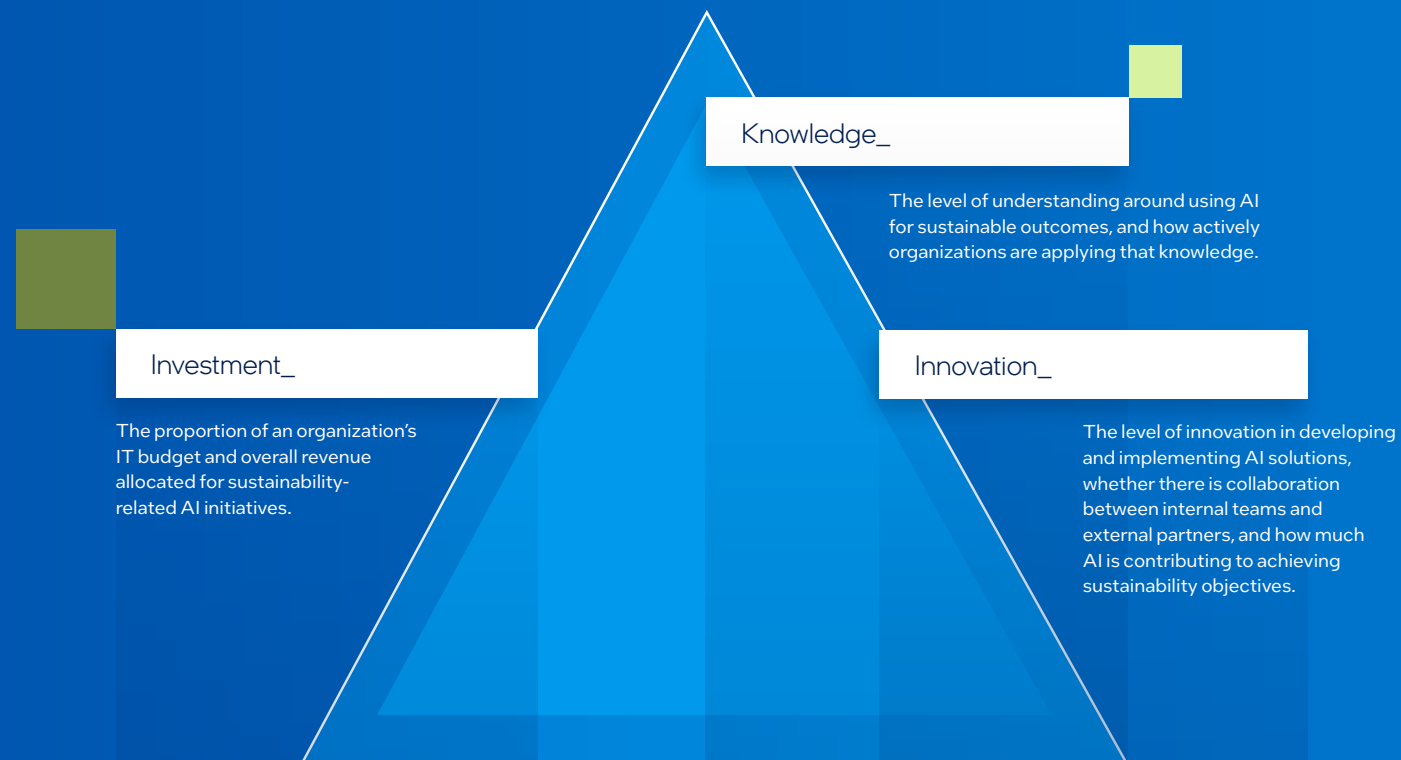 Knowledge_
The level of understanding around using AI
for sustainable outcomes, and how actively
organizations are applying that knowledge.
Investment_
The proportion of an organization’s
IT budget and overall revenue
allocated for sustainability-
related AI initiatives.
Innovation_
The level of innovation in developing
and implementing AI solutions,
whether there is collaboration
between internal teams and
external partners, and how much
AI is contributing to achieving
sustainability objectives.